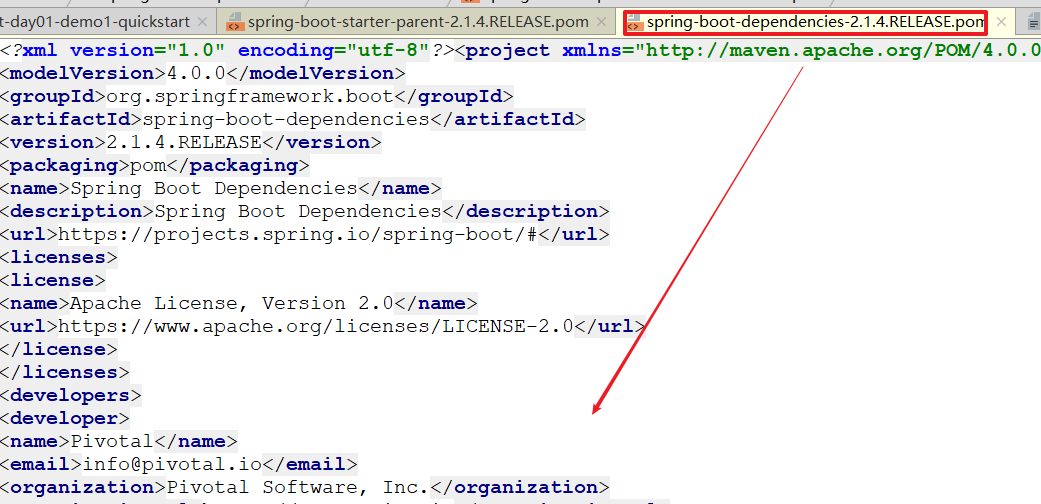 t-day01-demo1-quickstart spring-boot-starter-parent-2.1.4.RELEASE.pom spring-boot-dependencies-2.1.4.RELEASE.pom
<?xml version="1.0" encoding="utf-8"?><project xmlns="http://maven.apache.org/POM/4.0.0
<modelVersion>4.0.0</modelVersion>
<groupId>org.springframework.boot</groupId>
<artifactId>spring-boot-dependencies</artifactId>
<version>2.1.4.RELEASE</version>
<packaging>pom</packaging>
<name>Spring Boot Dependencies</name>
<description>Spring Boot Dependencies</description>
<url>https://projects.spring.io/spring-boot/#</url>
<licenses>
<license>
<name>Apache License, Version 2.0</name>
<url>https://www.apache.org/licenses/LICENSE-2.0</url>
</license>
</licenses>
<developers>
<developer>
<name>Pivotal</name>
<email>info@pivotal.io</email>
<organization>Pivotal Software, Inc.</organization>